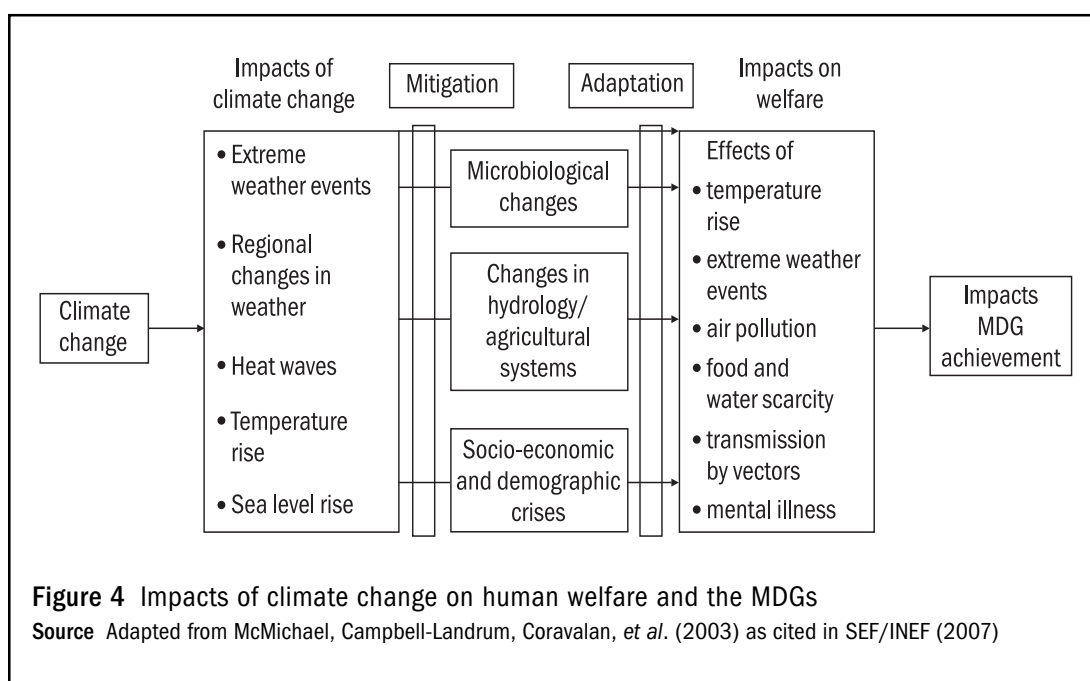 Impacts of
climate change
Mitigation
Adaptation
Impacts on
welfare
Climate
change
• Extreme
weather events
• Regional
changes in
weather
• Heat waves
• Temperature
rise
• Sea level rise
Microbiological
changes
Changes in
hydrology/
agricultural
systems
Socio-economic
and demographic
crises
Effects of
• temperature
rise
• extreme weather
events
• air pollution
• food and
water scarcity
• transmission
by vectors
• mental illness
Impacts
MDG
achievement
Figure 4 Impacts of climate change on human welfare and the MDGs
Source Adapted from McMichael, Campbell-Landrum, Coravalan, et al. (2003) as cited in SEF/INEF (2007)